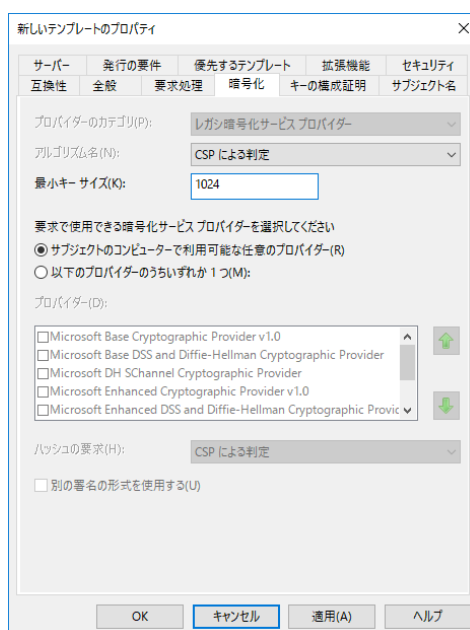 新しいテンプレートのプロパティ
サーバー 発行の要件 優先するテンプレート 拡張機能 セキュリティ
互換性 全般 要求処理 暗号化 キーの構成証明 サブジェクト名
プロバイダーのカテゴリ(P): レガシ暗号化サービス プロバイダー
アルゴリズム名(N): CSP による判定
最小キー サイズ(K): 1024
要求で使用できる暗号化サービス プロバイダーを選択してください
サブジェクトのコンピューターで利用可能な任意のプロバイダー(R)
以下のプロバイダーのうちいずれか 1 つ(M):
プロバイダー(D):
Microsoft Base Cryptographic Provider v1.0
Microsoft Base DSS and Diffie-Hellman Cryptographic Provider
Microsoft DH SChannel Cryptographic Provider
Microsoft Enhanced Cryptographic Provider v1.0
Microsoft Enhanced DSS and Diffie-Hellman Cryptographic Provic
ハッシュの要求(H): CSP による判定
別の署名の形式を使用する(U)
OK キャンセル 適用(A) ヘルプ